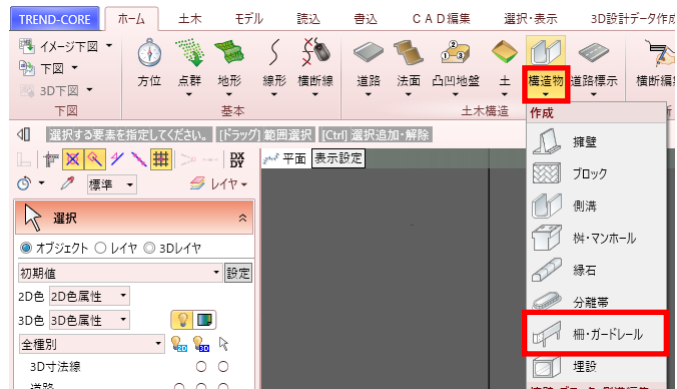 TREND-CORE ホーム 土木 モデル 読込 書込 CAD編集 選択・表示 3D設計データ作成
イメージ下図
下図
3D下図
方位 点群 地形 線形 横断線 道路 法面 凸凹地盤 土 構造物 道路標示 横断編
下図 基本 土木構造
選択する要素を指定してください。 [ドラッグ] 範囲選択 [Ctrl] 選択追加・解除
標準 レイヤ
平面 表示設定
選択
オブジェクト レイヤ 3Dレイヤ
初期値 設定
2D色 2D色属性
3D色 3D色属性
全種別 2D 3D
3D寸法線
道路
作成
擁壁
ブロック
側溝
桝・マンホール
縁石
分離帯
柵・ガードレール
埋設